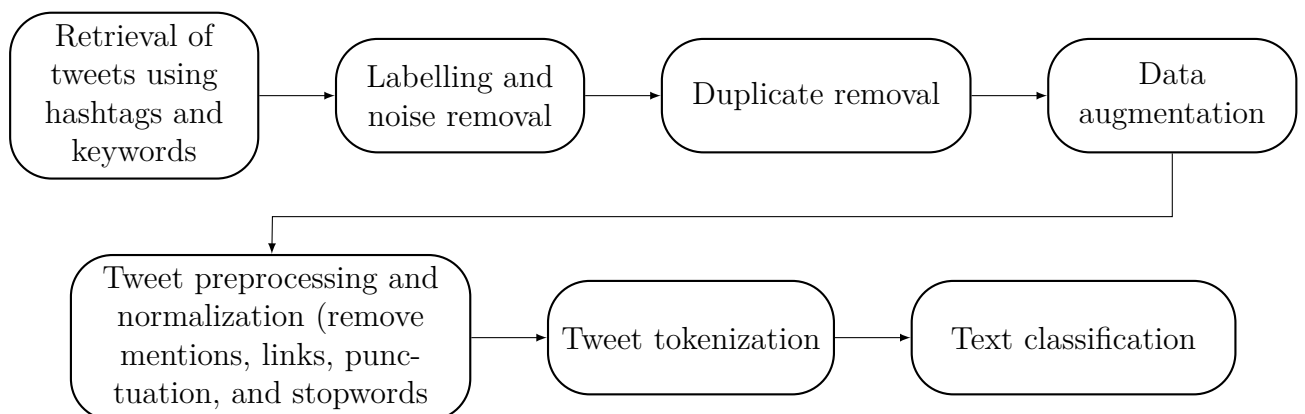 Retrieval of
tweets using
hashtags and
keywords
Labelling and
noise removal
Duplicate removal
Data
augmentation
Tweet preprocessing and
normalization (remove
mentions, links, punc-
tuation, and stopwords
Tweet tokenization
Text classification